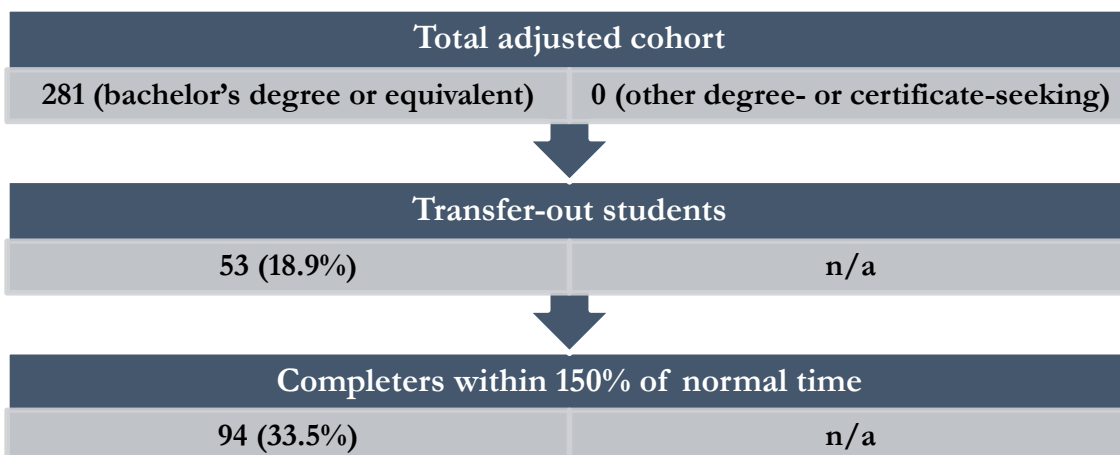 Total adjusted cohort
281 (bachelor’s degree or equivalent) 0 (other degree- or certificate-seeking)
Transfer-out students
53 (18.9%) n/a
Completers within 150% of normal time
94 (33.5%) n/a